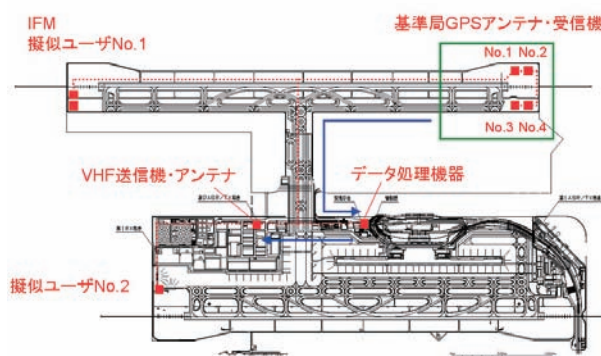 IFM
擬似ユーザNo.1
基準局GPSアンテナ・受信機
No.1 No.2
No.3 No.4
VHF送信機・アンテナ
データ処理機器
擬似ユーザNo.2